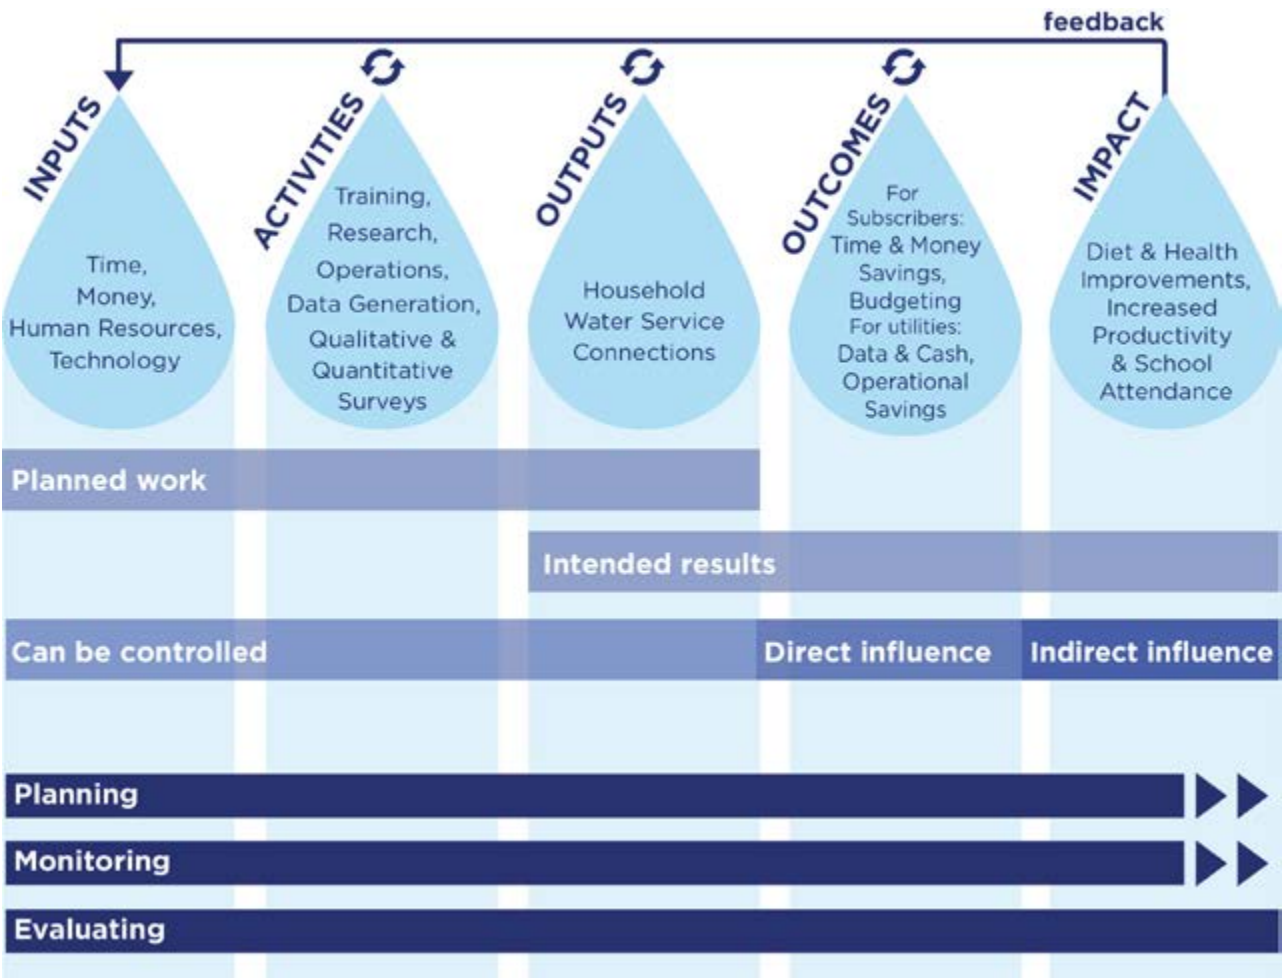 feedback
INPUTS
Time,
Money,
Human Resources,
Technology
ACTIVITIES
Training,
Research,
Operations,
Data Generation,
Qualitative &
Quantitative
Surveys
OUTPUTS
Household
Water Service
Connections
OUTCOMES
For
Subscribers:
Time & Money
Savings,
Budgeting
For utilities:
Data & Cash,
Operational
Savings
IMPACT
Diet & Health
Improvements,
Increased
Productivity
& School
Attendance
Planned work
Intended results
Can be controlled
Direct influence
Indirect influence
Planning
Monitoring
Evaluating